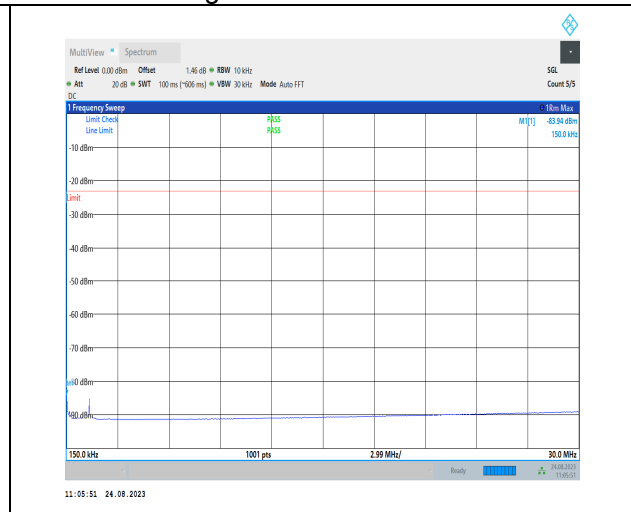 MultiView Spectrum
Ref Level 0.00 dBm Offset 1.46 dB RBW 10 kHz SGL
Att 20 dB SWT 100 ms (~606 ms) VBW 30 kHz Mode Auto FFT Count 5/5
DC
1 Frequency Sweep 1Rm Max
Limit Check PASS M1[1] -83.94 dBm
Line Limit PASS 150.0 kHz
-10 dBm
-20 dBm
Limit
-30 dBm
-40 dBm
-50 dBm
-60 dBm
-70 dBm
150.0 kHz 1001 pts 2.99 MHz/ 30.0 MHz
Ready 24.08.2023
11:05:51
11:05:51 24.08.2023